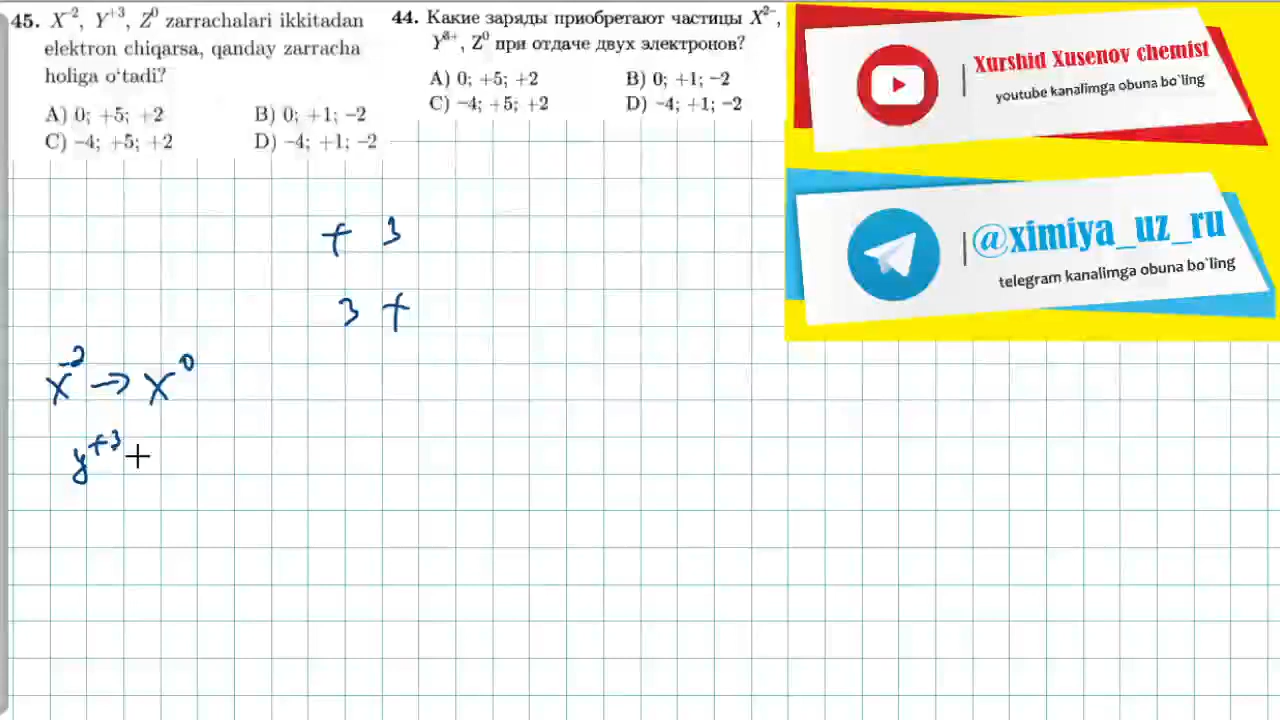 45. X⁻², Y⁺³, Z⁰ zarrachalari ikkitadan
elektron chiqarsa, qanday zarracha
holiga o‘tadi?
A) 0; +5; +2 B) 0; +1; −2
C) −4; +5; +2 D) −4; +1; −2
44. Какие заряды приобретают частицы X²⁻,
Y³⁺, Z⁰ при отдаче двух электронов?
A) 0; +5; +2 B) 0; +1; −2
C) −4; +5; +2 D) −4; +1; −2
Xurshid Xusenov chemist
youtube kanalimga obuna bo`ling
@ximiya_uz_ru
telegram kanalimga obuna bo`ling
+ 3
3 +
X⁻² → X⁰
y⁺³